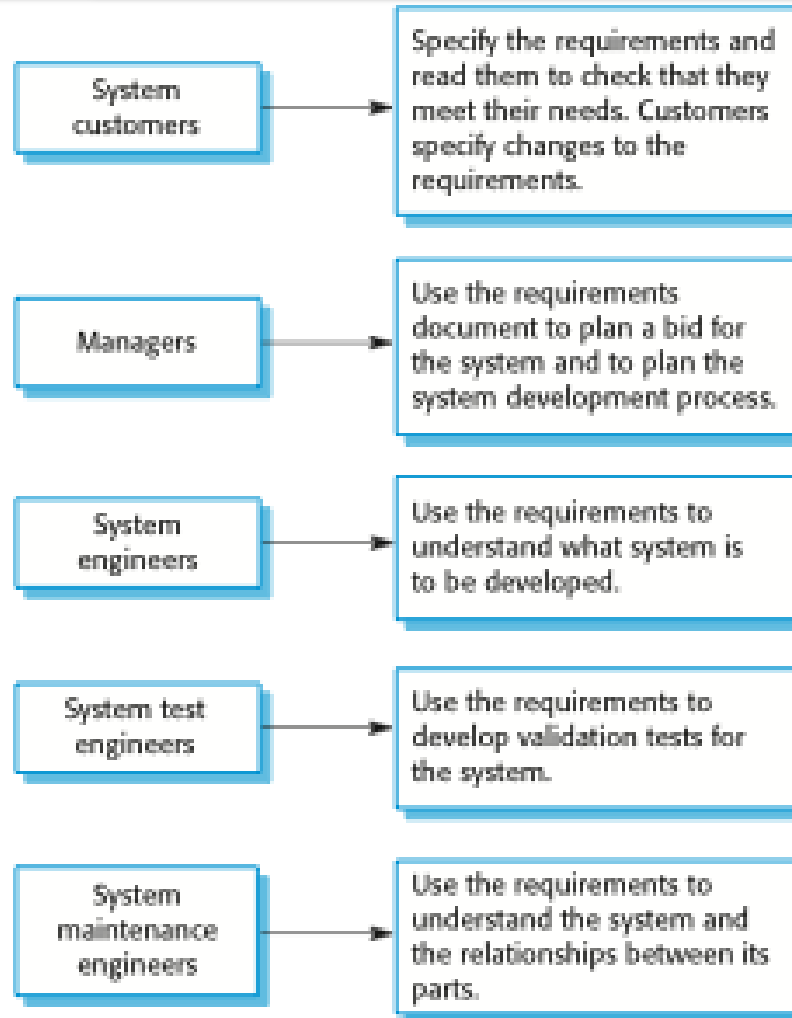 System
customers
Specify the requirements and
read them to check that they
meet their needs. Customers
specify changes to the
requirements.
Managers
Use the requirements
document to plan a bid for
the system and to plan the
system development process.
System
engineers
Use the requirements to
understand what system is
to be developed.
System test
engineers
Use the requirements to
develop validation tests for
the system.
System
maintenance
engineers
Use the requirements to
understand the system and
the relationships between its
parts.